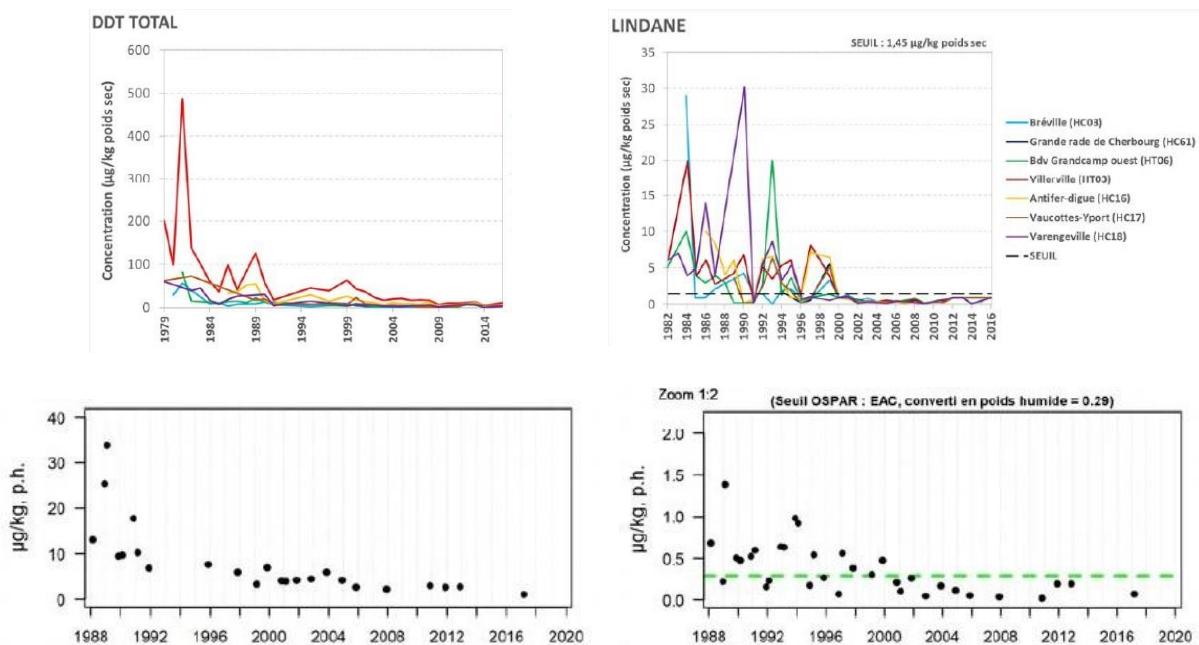 DDT TOTAL
Concentration (µg/kg poids sec)
600
500
400
300
200
100
0
1979
1984
1989
1994
1999
2004
2009
2014
LINDANE
SEUIL : 1,45 µg/kg poids sec
Concentration (µg/kg poids sec)
35
30
25
20
15
10
5
0
1982
1984
1986
1988
1990
1992
1994
1996
1998
2000
2002
2004
2006
2008
2010
2012
2014
2016
Bréville (HC03)
Grande rade de Cherbourg (HC61)
Bdv Grandcamp ouest (HT06)
Villerville (HT03)
Antifer-digue (HC16)
Vaucottes-Yport (HC17)
Varengeville (HC18)
SEUIL
µg/kg, p.h.
40
30
20
10
0
1988 1992 1996 2000 2004 2008 2012 2016 2020
Zoom 1:2
(Seuil OSPAR : EAC, converti en poids humide = 0.29)
µg/kg, p.h.
2.0
1.5
1.0
0.5
0.0
1988 1992 1996 2000 2004 2008 2012 2016 2020